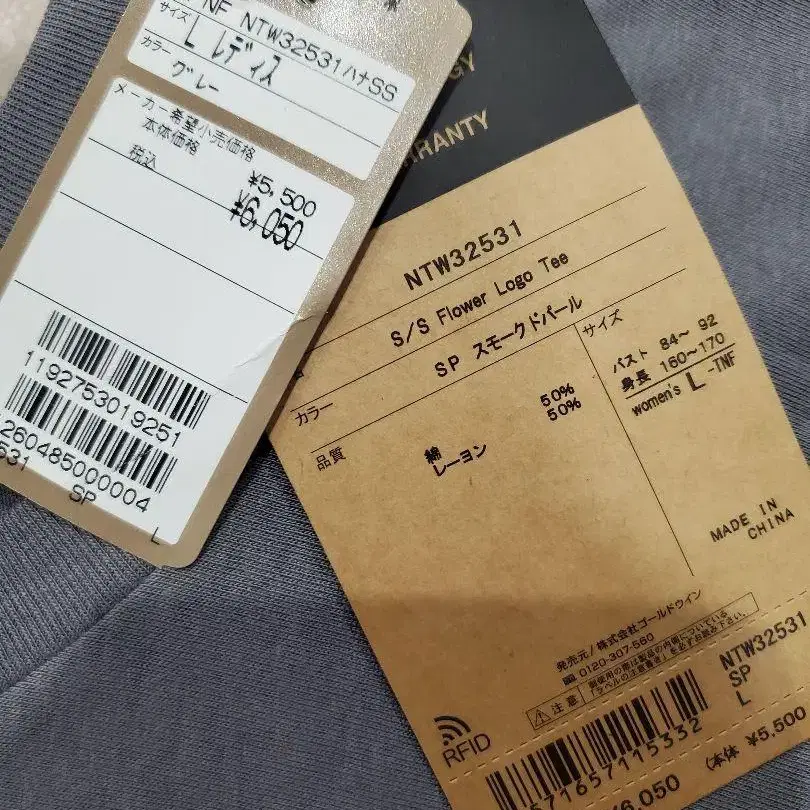 TNF NTW32531ハナSS
サイズ
L レディス
カラー
グレー
メーカー希望小売価格
本体価格
¥5,500
税込
¥6,050
1192753019251
260485000004
531 SP L
RANTY
NTW32531
S/S Flower Logo Tee
SP スモークドパール
カラー
サイズ
バスト 84～ 92
身長 160～170
women's L -TNF
品質
綿 50%
レーヨン 50%
MADE IN
CHINA
発売元/株式会社ゴールドウイン
0120-307-560
注意
RFID
NTW32531
SP
L
571657115332
(本体 ¥5,500
¥6,050